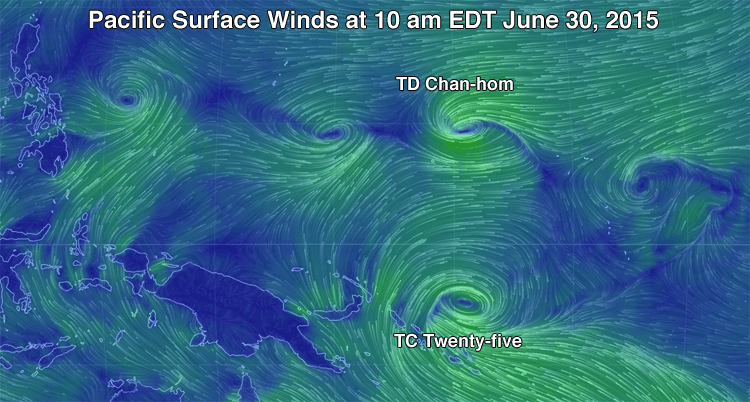 Pacific Surface Winds at 10 am EDT June 30, 2015
TD Chan-hom
TC Twenty-five